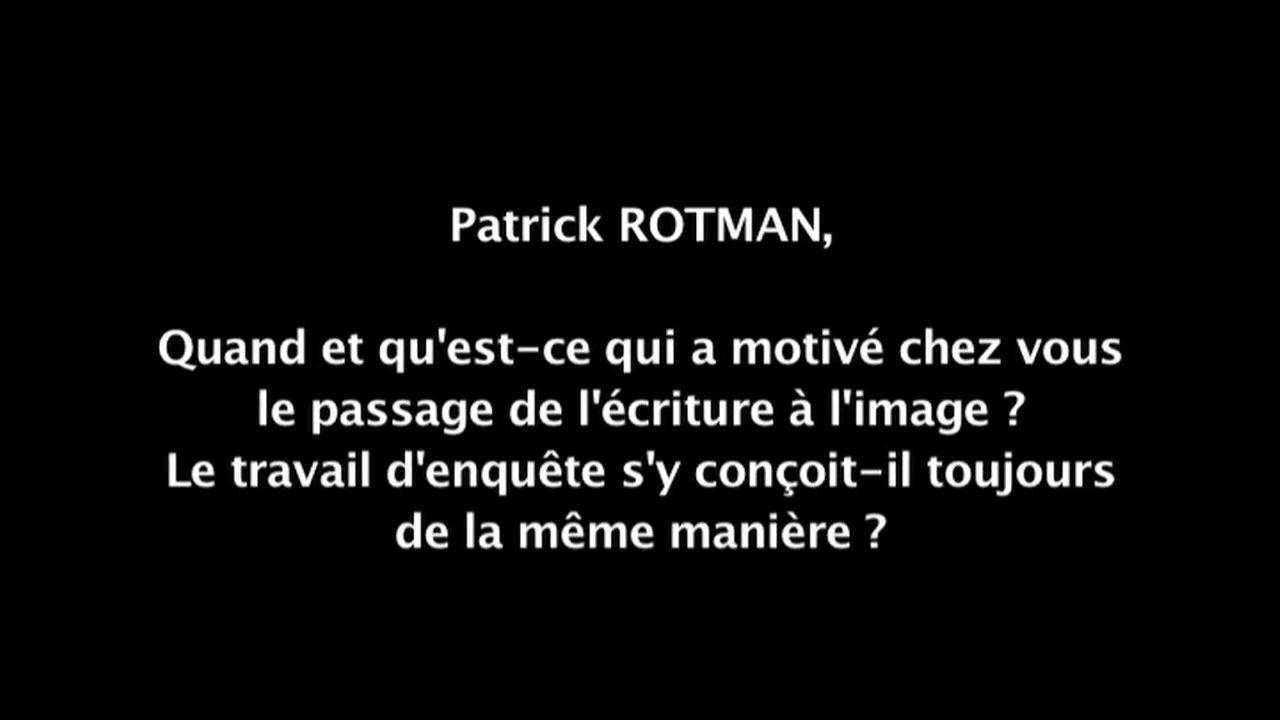 Patrick ROTMAN,
Quand et qu'est-ce qui a motivé chez vous
le passage de l'écriture à l'image ?
Le travail d'enquête s'y conçoit-il toujours
de la même manière ?